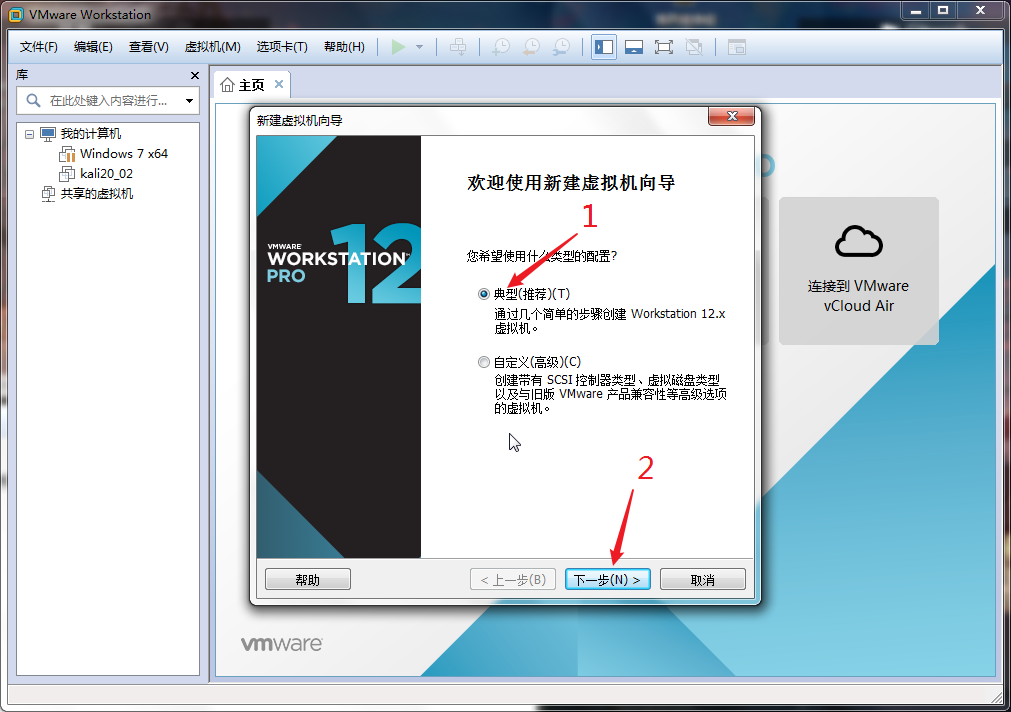 VMware Workstation
文件(F) 编辑(E) 查看(V) 虚拟机(M) 选项卡(T) 帮助(H)
库
在此处键入内容进行...
我的计算机
Windows 7 x64
kali20_02
共享的虚拟机
主页
新建虚拟机向导
VMWARE
WORKSTATION™
PRO
12
欢迎使用新建虚拟机向导
1
您希望使用什么类型的配置?
典型(推荐)(T)
通过几个简单的步骤创建 Workstation 12.x
虚拟机。
自定义(高级)(C)
创建带有 SCSI 控制器类型、虚拟磁盘类型
以及与旧版 VMware 产品兼容性等高级选项
的虚拟机。
2
帮助
< 上一步(B)
下一步(N) >
取消
连接到 VMware
vCloud Air
vmware